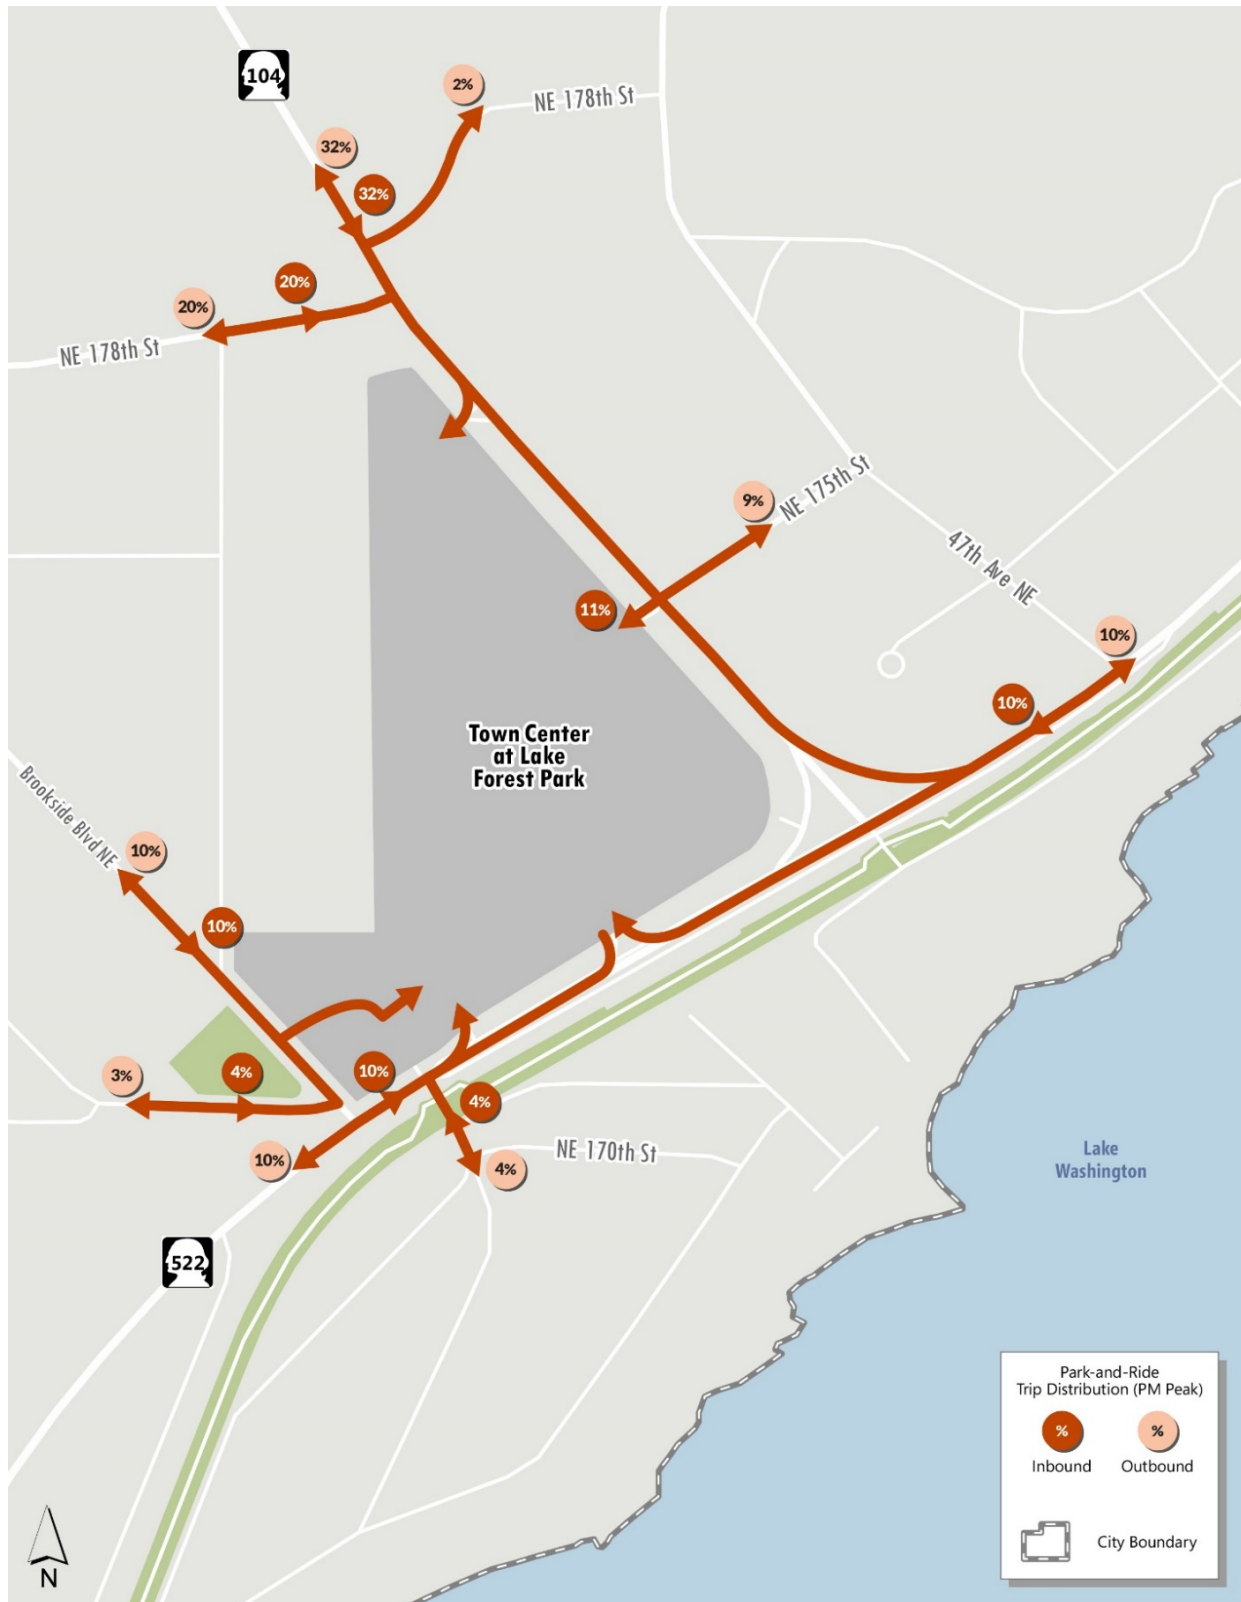 104
2%
NE 178th St
32%
32%
20%
20%
NE 178th St
9%
NE 175th St
11%
47th Ave NE
10%
10%
Town Center
at Lake
Forest Park
Brookside Blvd NE
10%
10%
3%
4%
10%
4%
10%
4%
NE 170th St
Lake
Washington
522
Park-and-Ride
Trip Distribution (PM Peak)
%
%
Inbound
Outbound
City Boundary
N